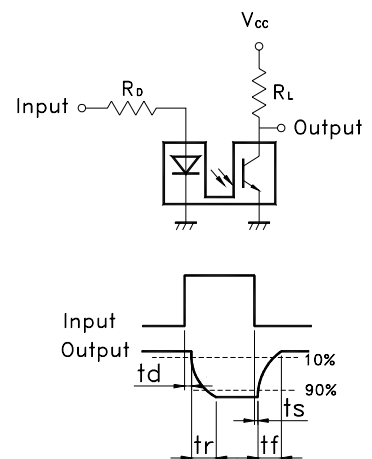 Vcc
RD
RL
Input
Output
Input
Output
10%
td
90%
ts
tr
tf